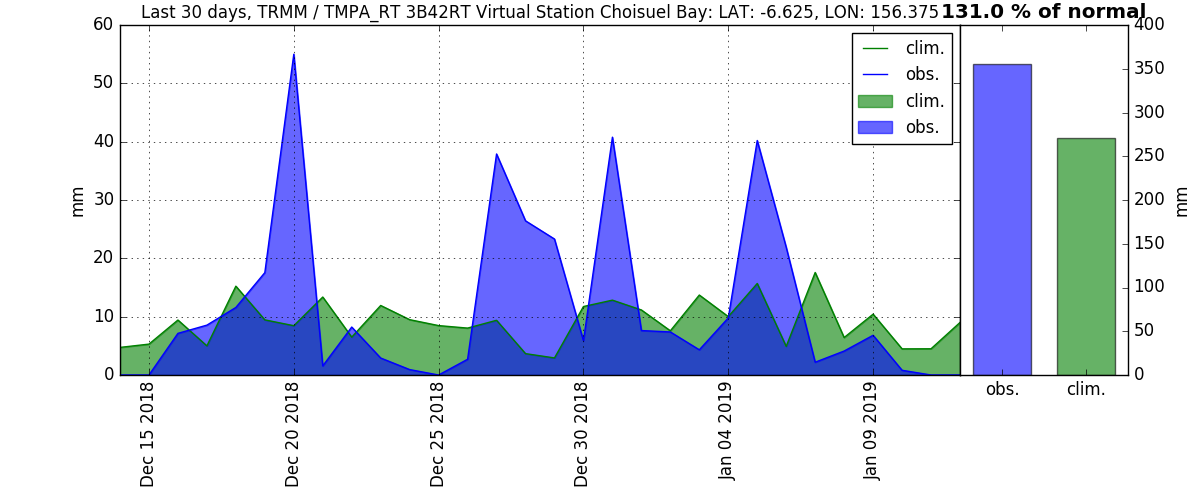 Last 30 days, TRMM / TMPA_RT 3B42RT Virtual Station Choisuel Bay: LAT: -6.625, LON: 156.375
131.0 % of normal
60
50
40
30
20
10
0
mm
clim.
obs.
clim.
obs.
Dec 15 2018
Dec 20 2018
Dec 25 2018
Dec 30 2018
Jan 04 2019
Jan 09 2019
400
350
300
250
200
150
100
50
0
mm
obs.
clim.